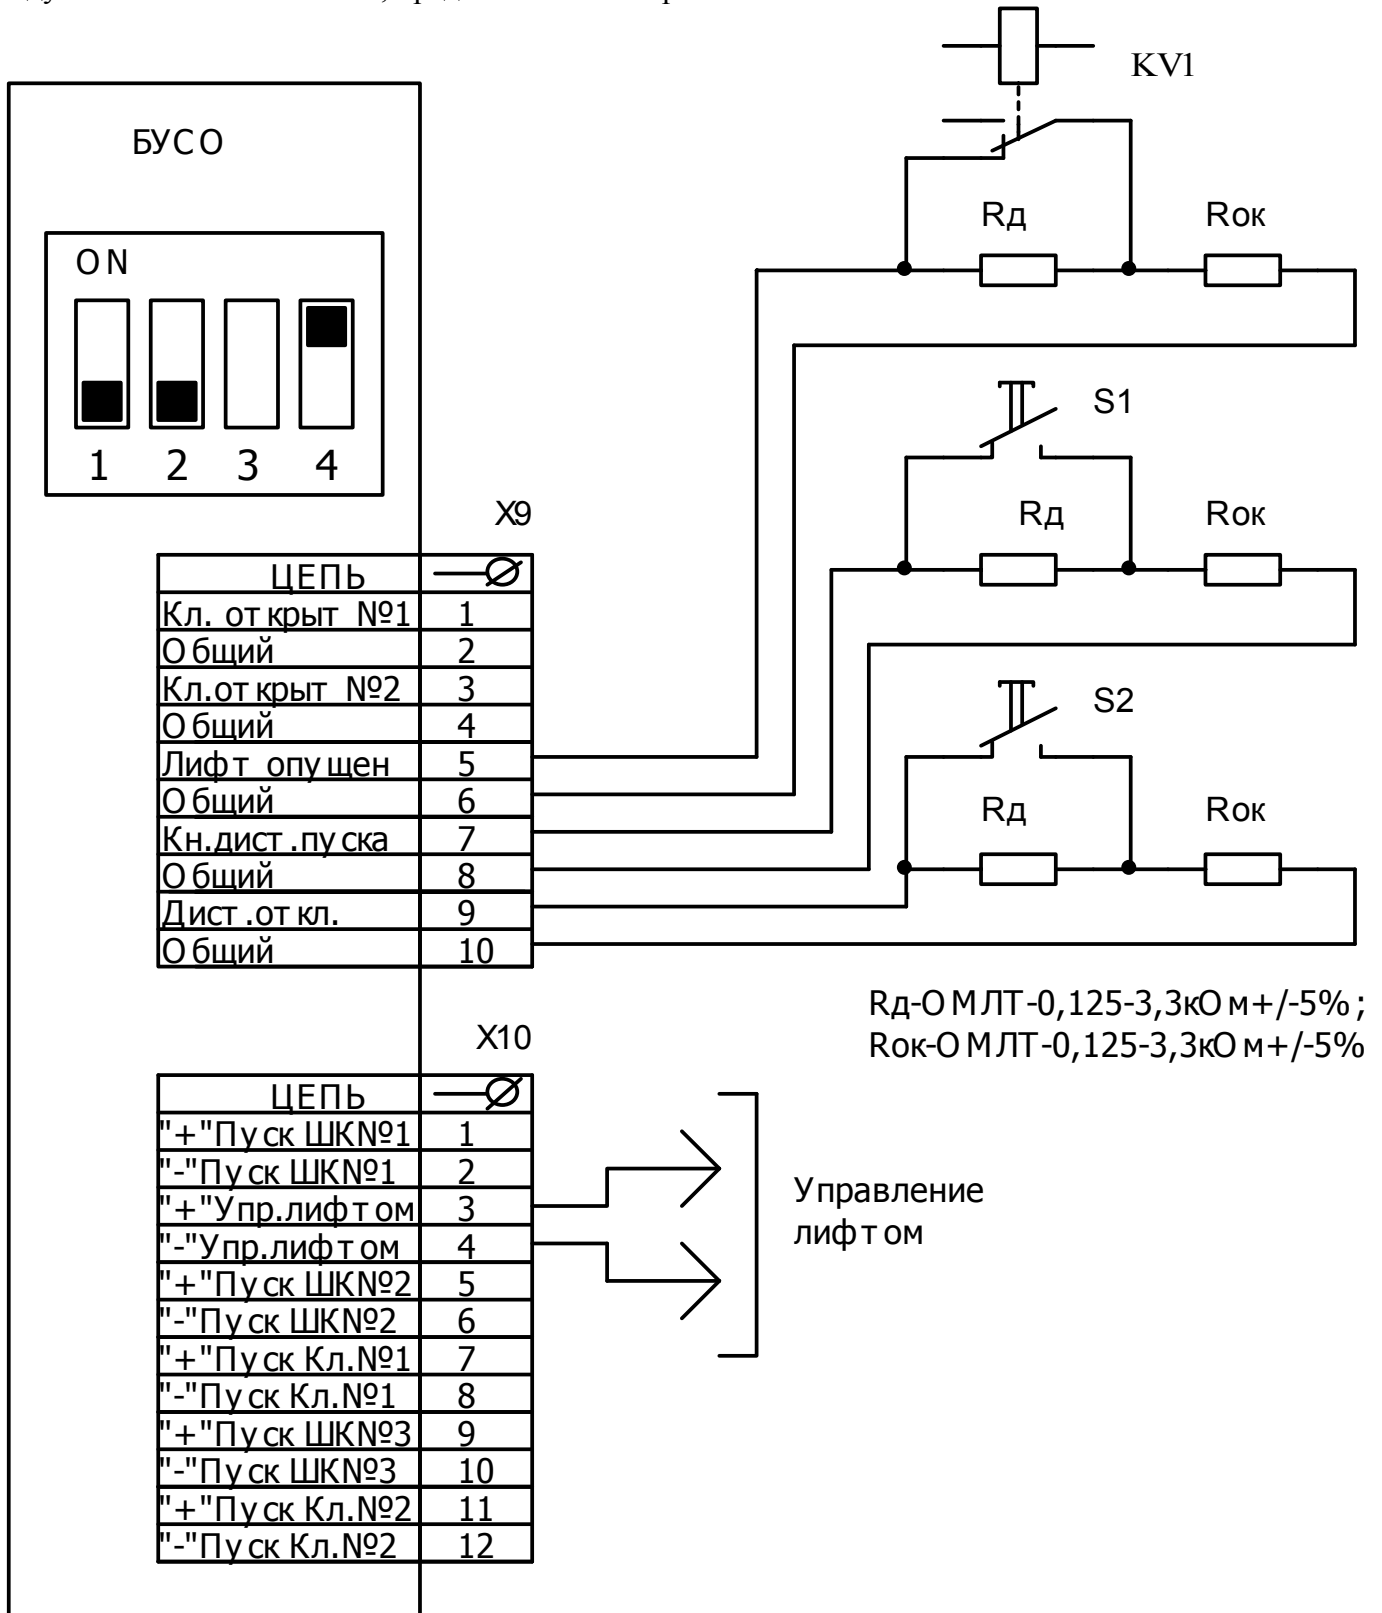 KV1
БУСО
Rд Rок
ON
1 2 3 4
S1
Rд Rок
X9
ЦЕПЬ
Кл. открыт №1 1
Общий 2
Кл.открыт №2 3
Общий 4
Лифт опущен 5
Общий 6
Кн.дист.пуска 7
Общий 8
Дист.откл. 9
Общий 10
S2
Rд Rок
Rд-ОМЛТ-0,125-3,3кОм+/-5%;
Rок-ОМЛТ-0,125-3,3кОм+/-5%
X10
ЦЕПЬ
"+"Пуск ШК№1 1
"-"Пуск ШК№1 2
"+"Упр.лифтом 3
"-"Упр.лифтом 4
"+"Пуск ШК№2 5
"-"Пуск ШК№2 6
"+"Пуск Кл.№1 7
"-"Пуск Кл.№1 8
"+"Пуск ШК№3 9
"-"Пуск ШК№3 10
"+"Пуск Кл.№2 11
"-"Пуск Кл.№2 12
Управление
лифтом